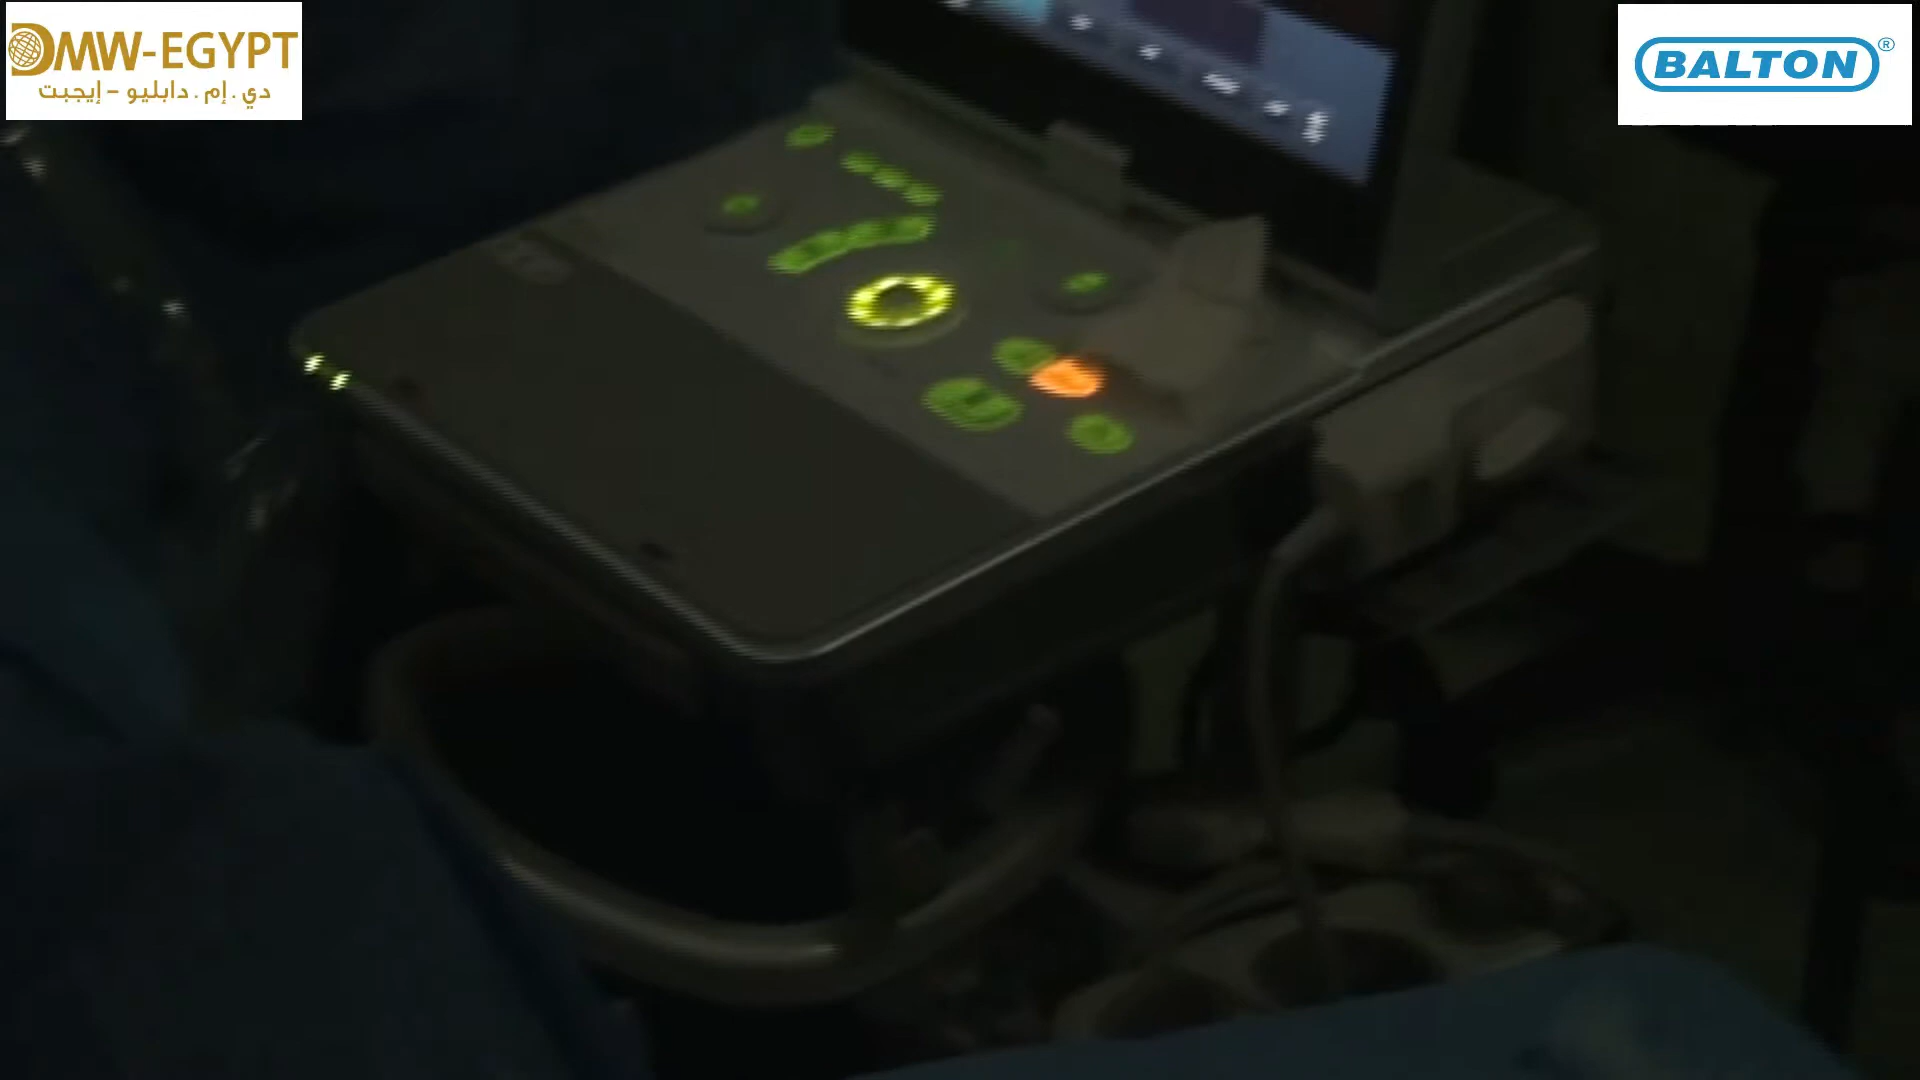 DMW-EGYPT
دي . إم . دابليو - إيجبت
BALTON®